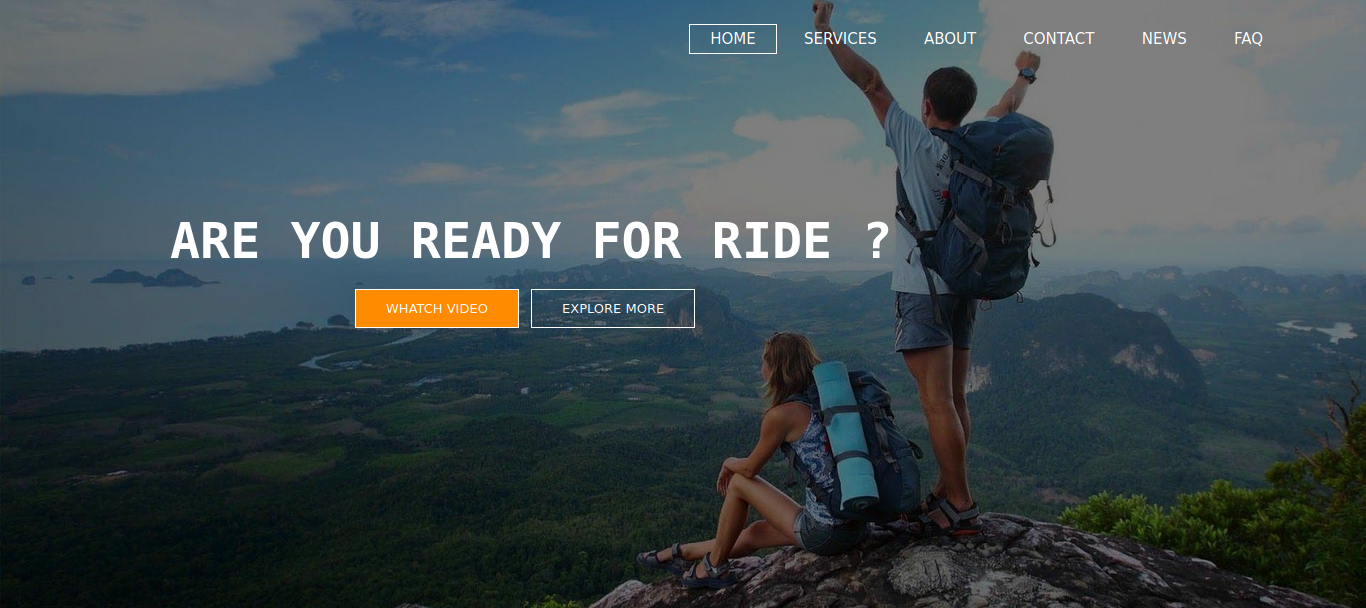 HOME SERVICES ABOUT CONTACT NEWS FAQ
ARE YOU READY FOR RIDE ?
WHATCH VIDEO EXPLORE MORE